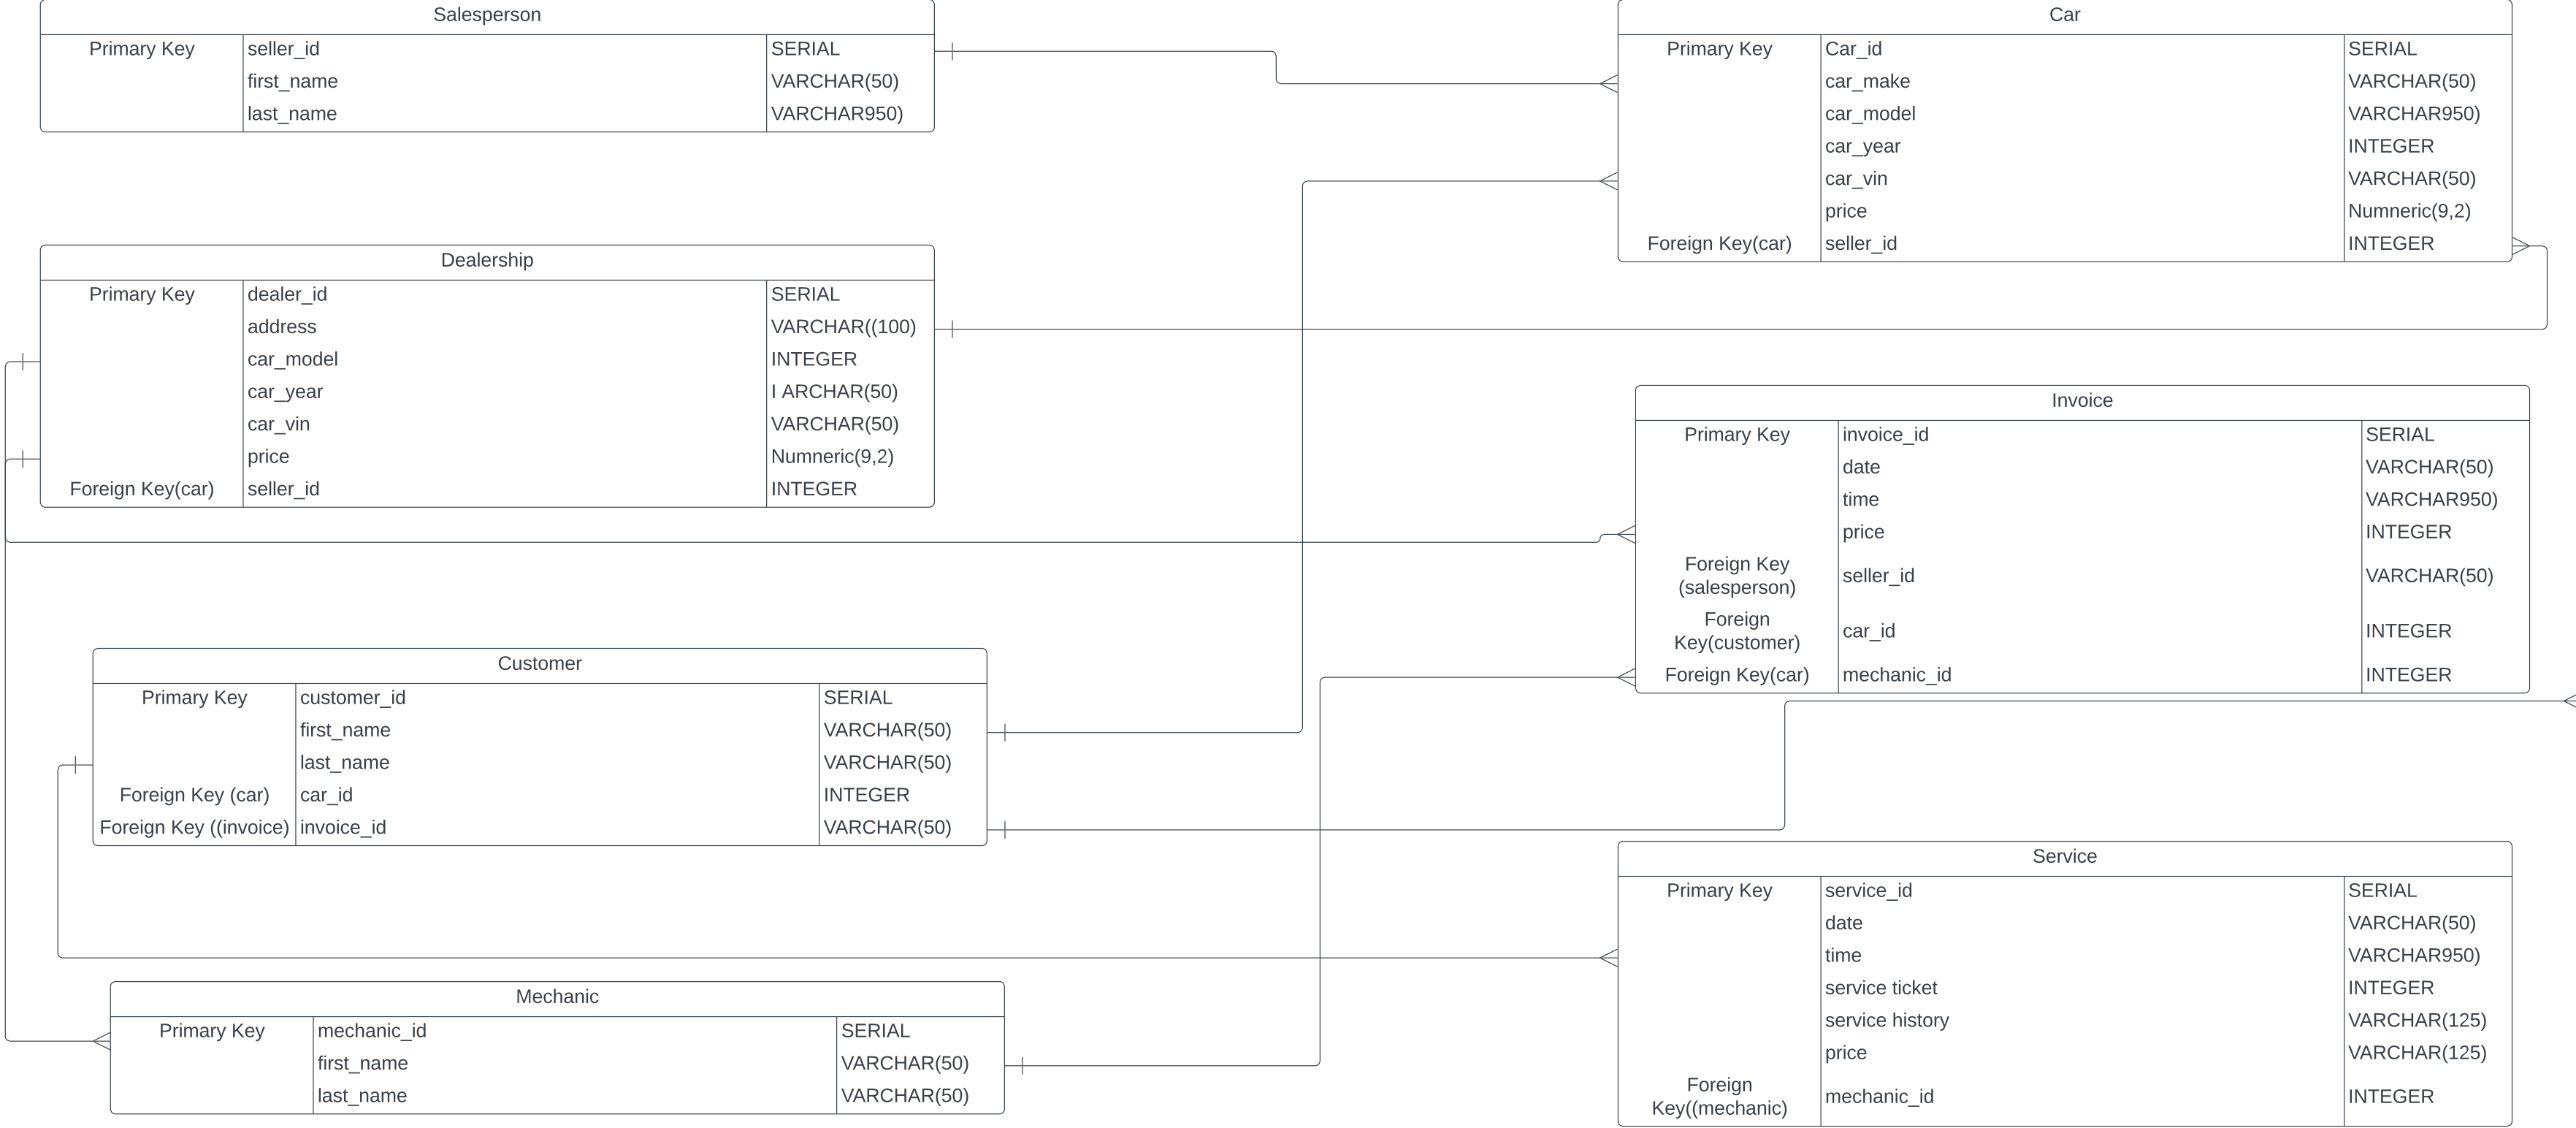 Salesperson
Primary Key seller_id SERIAL
first_name VARCHAR(50)
last_name VARCHAR950)
Car
Primary Key Car_id SERIAL
car_make VARCHAR(50)
car_model VARCHAR950)
car_year INTEGER
car_vin VARCHAR(50)
price Numneric(9,2)
Foreign Key(car) seller_id INTEGER
Dealership
Primary Key dealer_id SERIAL
address VARCHAR((100)
car_model INTEGER
car_year I ARCHAR(50)
car_vin VARCHAR(50)
price Numneric(9,2)
Foreign Key(car) seller_id INTEGER
Invoice
Primary Key invoice_id SERIAL
date VARCHAR(50)
time VARCHAR950)
price INTEGER
Foreign Key
(salesperson) seller_id VARCHAR(50)
Foreign
Key(customer) car_id INTEGER
Foreign Key(car) mechanic_id INTEGER
Customer
Primary Key customer_id SERIAL
first_name VARCHAR(50)
last_name VARCHAR(50)
Foreign Key (car) car_id INTEGER
Foreign Key ((invoice) invoice_id VARCHAR(50)
Service
Primary Key service_id SERIAL
date VARCHAR(50)
time VARCHAR950)
service ticket INTEGER
service history VARCHAR(125)
price VARCHAR(125)
Foreign
Key((mechanic) mechanic_id INTEGER
Mechanic
Primary Key mechanic_id SERIAL
first_name VARCHAR(50)
last_name VARCHAR(50)